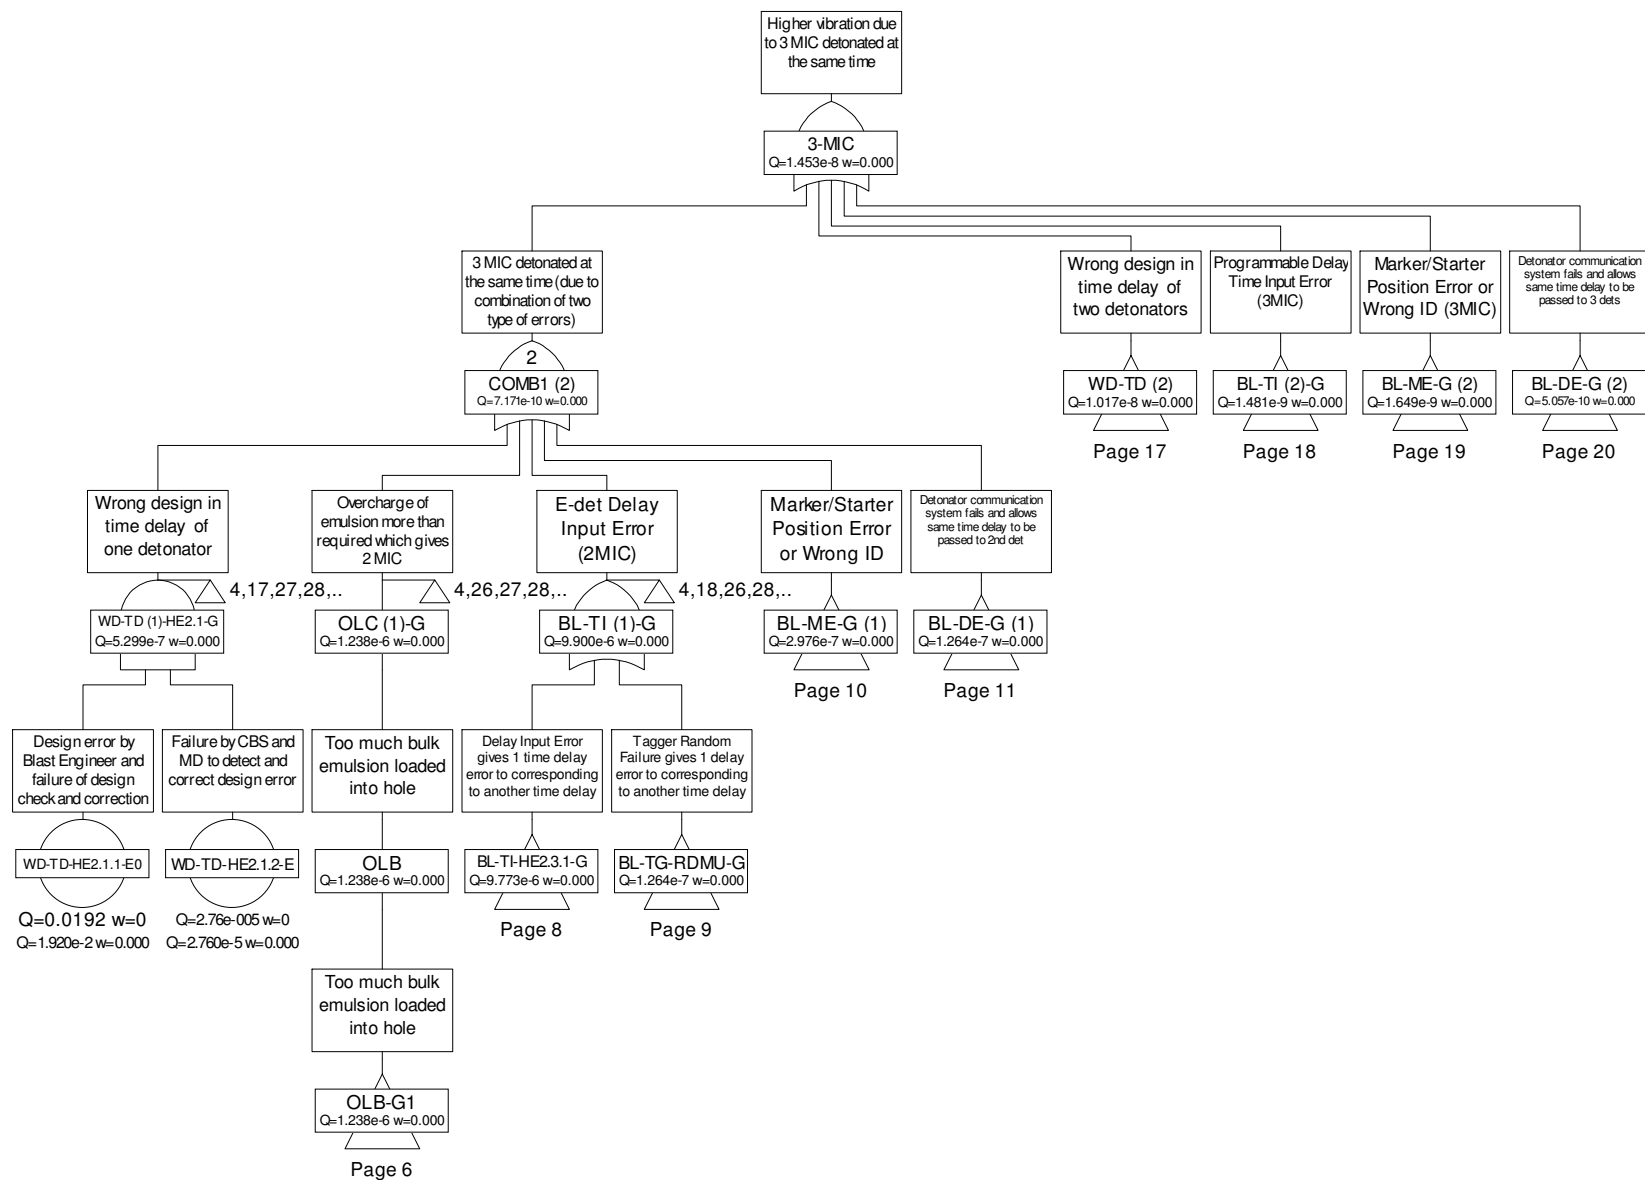 Higher vibration due
to 3 MIC detonated at
the same time
3-MIC
Q=1.453e-8 w=0.000
3 MIC detonated at
the same time (due to
combination of two
type of errors)
2
COMB1 (2)
Q=7.171e-10 w=0.000
Wrong design in
time delay of
two detonators
WD-TD (2)
Q=1.017e-8 w=0.000
Page 17
Programmable Delay
Time Input Error
(3MIC)
BL-TI (2)-G
Q=1.481e-9 w=0.000
Page 18
Marker/Starter
Position Error or
Wrong ID (3MIC)
BL-ME-G (2)
Q=1.649e-9 w=0.000
Page 19
Detonator communication
system fails and allows
same time delay to be
passed to 3 dets
BL-DE-G (2)
Q=5.057e-10 w=0.000
Page 20
Wrong design in
time delay of
one detonator
4,17,27,28,..
WD-TD (1)-HE2.1-G
Q=5.299e-7 w=0.000
Overcharge of
emulsion more than
required which gives
2 MIC
4,26,27,28,..
OLC (1)-G
Q=1.238e-6 w=0.000
E-det Delay
Input Error
(2MIC)
4,18,26,28,..
BL-TI (1)-G
Q=9.900e-6 w=0.000
Marker/Starter
Position Error
or Wrong ID
BL-ME-G (1)
Q=2.976e-7 w=0.000
Page 10
Detonator communication
system fails and allows
same time delay to be
passed to 2nd det
BL-DE-G (1)
Q=1.264e-7 w=0.000
Page 11
Design error by
Blast Engineer and
failure of design
check and correction
WD-TD-HE2.1.1-E0
Q=0.0192 w=0
Q=1.920e-2 w=0.000
Failure by CBS and
MD to detect and
correct design error
WD-TD-HE2.1.2-E
Q=2.76e-005 w=0
Q=2.760e-5 w=0.000
Too much bulk
emulsion loaded
into hole
OLB
Q=1.238e-6 w=0.000
Delay Input Error
gives 1 time delay
error to corresponding
to another time delay
BL-TI-HE2.3.1-G
Q=9.773e-6 w=0.000
Page 8
Tagger Random
Failure gives 1 delay
error to corresponding
to another time delay
BL-TG-RDMU-G
Q=1.264e-7 w=0.000
Page 9
Too much bulk
emulsion loaded
into hole
OLB-G1
Q=1.238e-6 w=0.000
Page 6